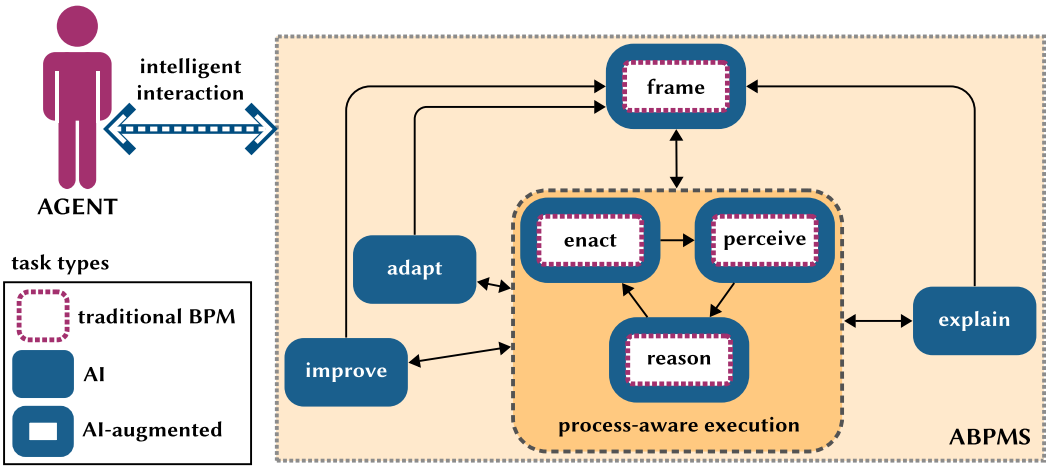 intelligent
interaction
AGENT
frame
enact
perceive
adapt
reason
improve
explain
process-aware execution
ABPMS
task types
traditional BPM
AI
AI-augmented